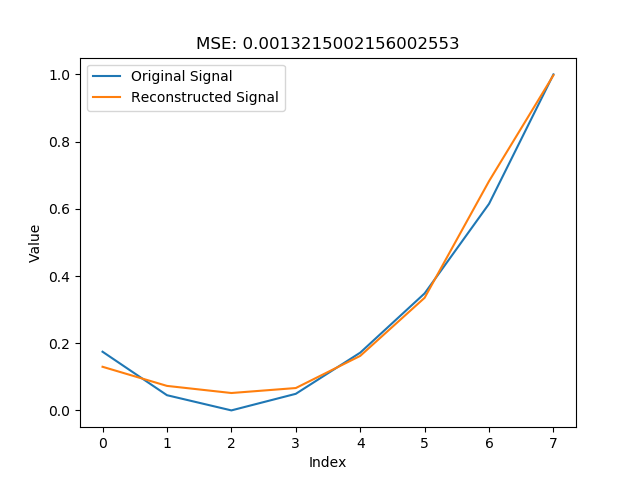 MSE: 0.0013215002156002553
Original Signal
Reconstructed Signal
1.0
0.8
0.6
0.4
0.2
0.0
Value
0 1 2 3 4 5 6 7
Index